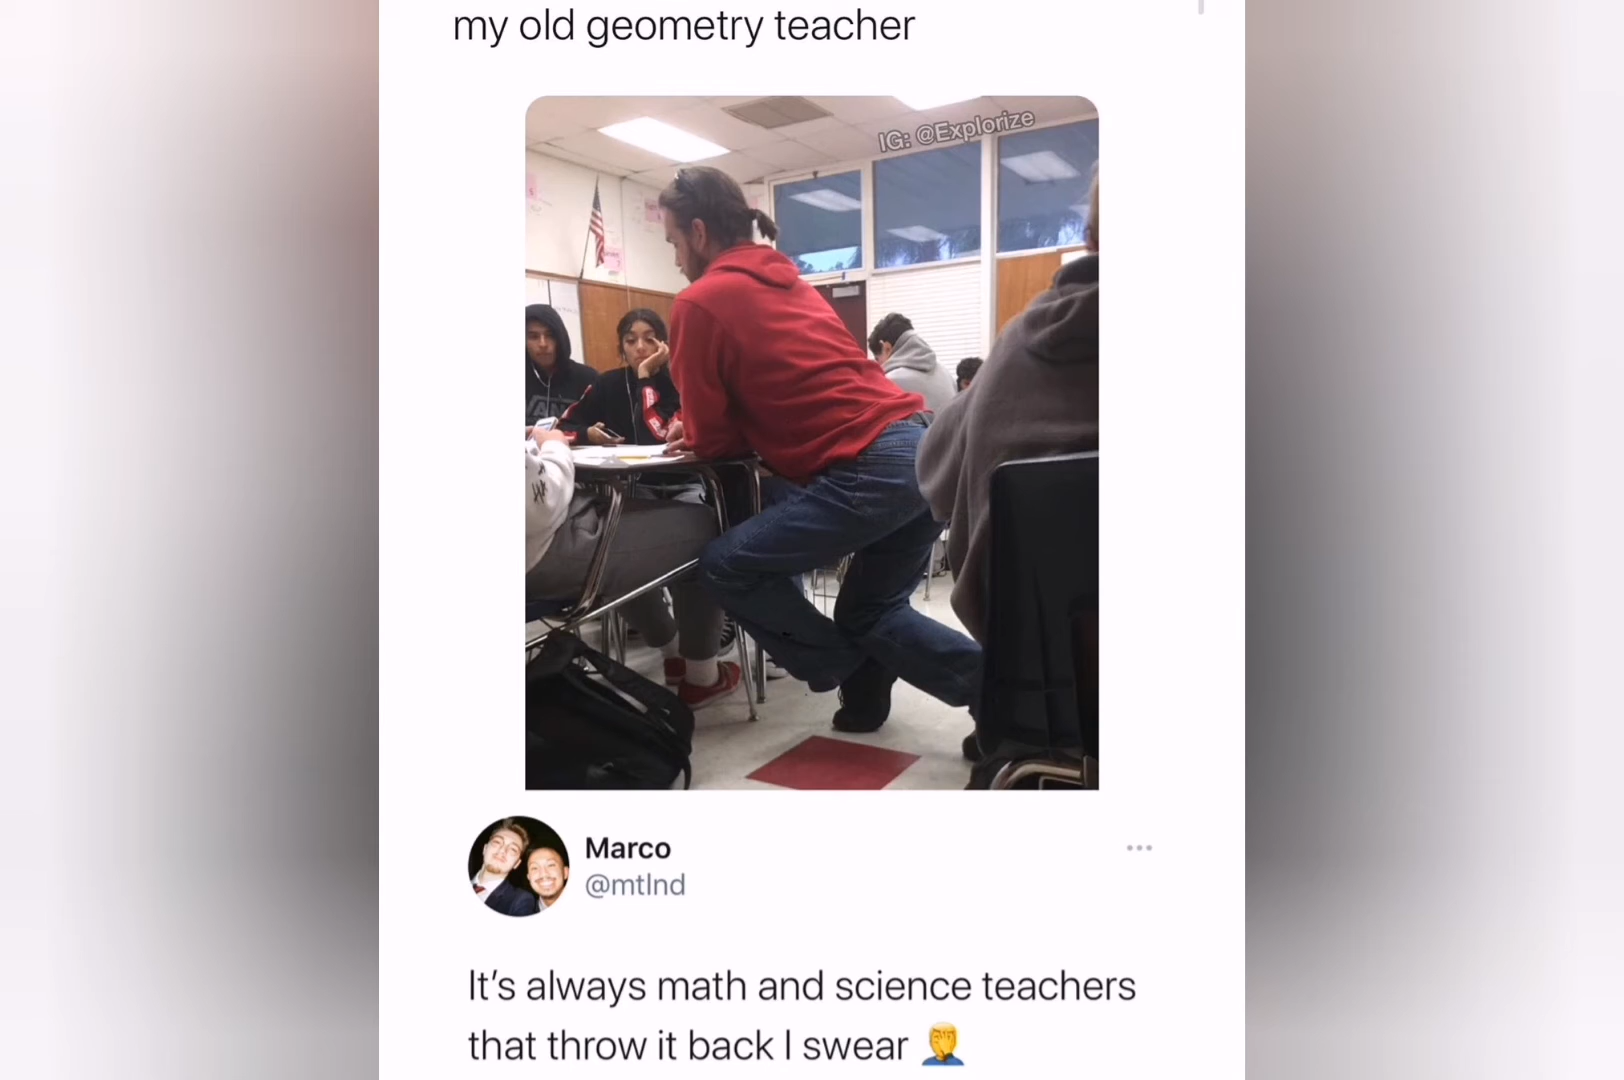 my old geometry teacher
IG: @Explorize
Marco
@mtlnd
It's always math and science teachers
that throw it back I swear 🤦